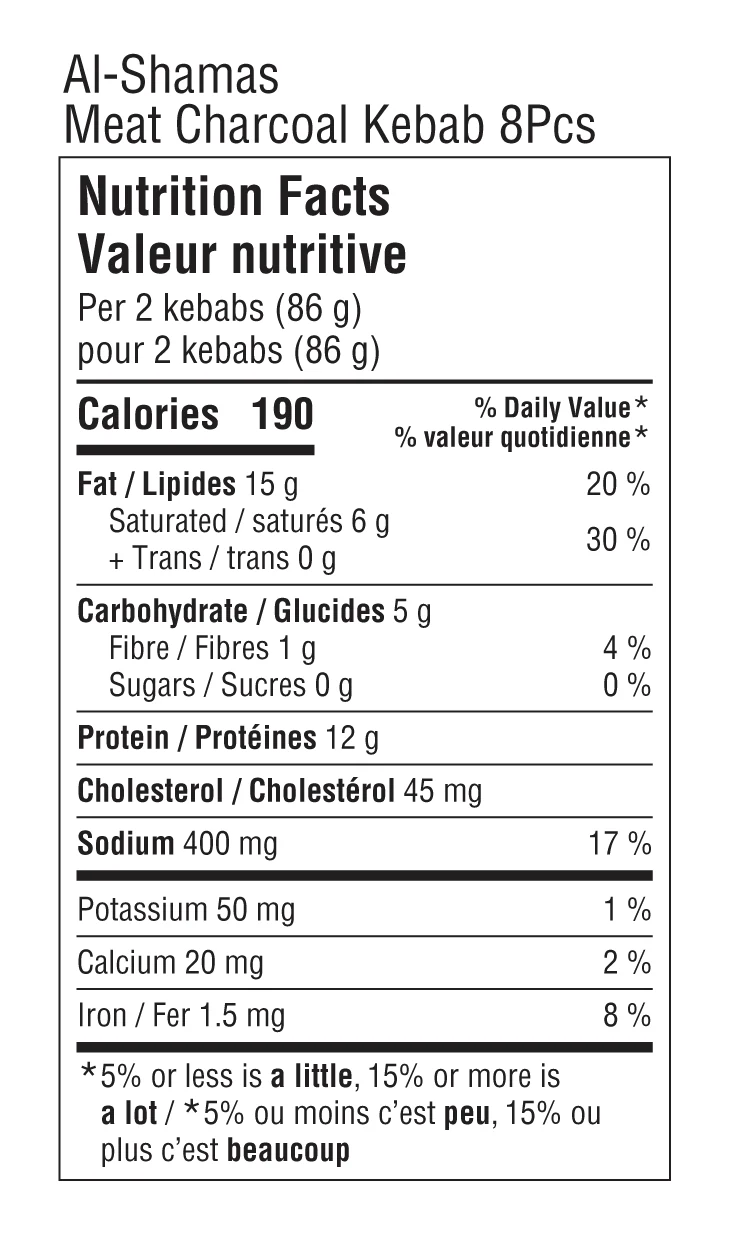 Al-Shamas
Meat Charcoal Kebab 8Pcs
Nutrition Facts
Valeur nutritive
Per 2 kebabs (86 g)
pour 2 kebabs (86 g)
Calories 190
% Daily Value*
% valeur quotidienne*
Fat / Lipides 15 g 20 %
Saturated / saturés 6 g
+ Trans / trans 0 g
30 %
Carbohydrate / Glucides 5 g
Fibre / Fibres 1 g 4 %
Sugars / Sucres 0 g 0 %
Protein / Protéines 12 g
Cholesterol / Cholestérol 45 mg
Sodium 400 mg 17 %
Potassium 50 mg 1 %
Calcium 20 mg 2 %
Iron / Fer 1.5 mg 8 %
*5% or less is a little, 15% or more is
a lot / *5% ou moins c’est peu, 15% ou
plus c’est beaucoup